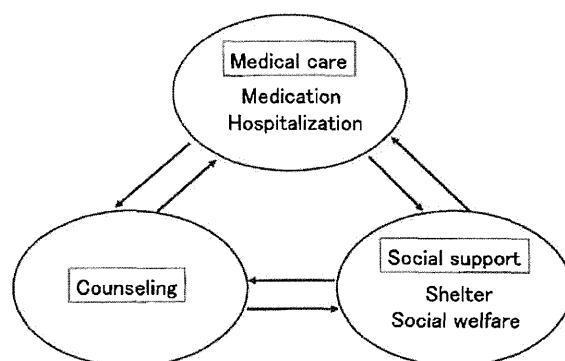 Medical care
Medication
Hospitalization
Counseling
Social support
Shelter
Social welfare